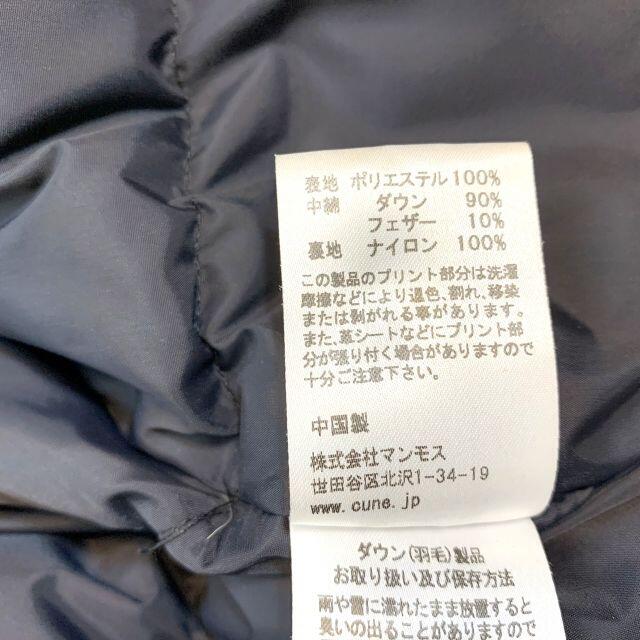 表地 ポリエステル100%
中綿 ダウン 90%
フェザー 10%
裏地 ナイロン 100%
この製品のプリント部分は洗濯
摩擦などにより退色、割れ、移染
または剥がれる事があります。
また、革シートなどにプリント部
分が張り付く場合がありますので
十分ご注意下さい。
中国製
株式会社マンモス
世田谷区北沢1-34-19
www.cune.jp
ダウン(羽毛)製品
お取り扱い及び保存方法
雨や雪に濡れたまま放置すると
臭いの出ることがありますので